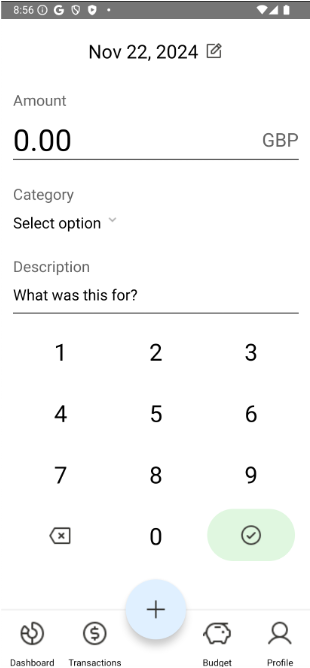 8:56
Nov 22, 2024
Amount
0.00 GBP
Category
Select option
Description
What was this for?
1 2 3
4 5 6
7 8 9
0
Dashboard Transactions Budget Profile